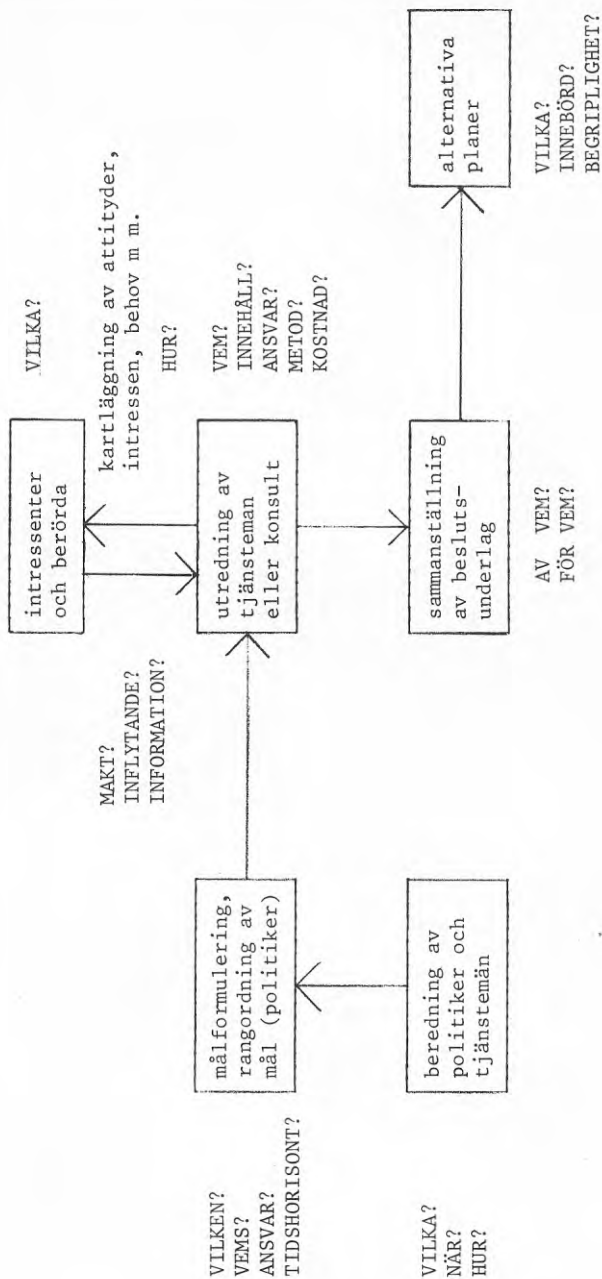 VILKA?
intressenter
och berörda
kartläggning av attityder,
intressen, behov m m.
HUR?
MAKT?
INFLYTANDE?
INFORMATION?
VILKEN?
VEMS?
ANSVAR?
TIDSHORISONT?
målformulering,
rangordning av
mål (politiker)
utredning av
tjänsteman
eller konsult
VEM?
INNEHÅLL?
ANSVAR?
METOD?
KOSTNAD?
VILKA?
NÄR?
HUR?
beredning av
politiker och
tjänstemän
sammanställning
av besluts-
underlag
AV VEM?
FÖR VEM?
alternativa
planer
VILKA?
INNEBÖRD?
BEGRIPLIGHET?